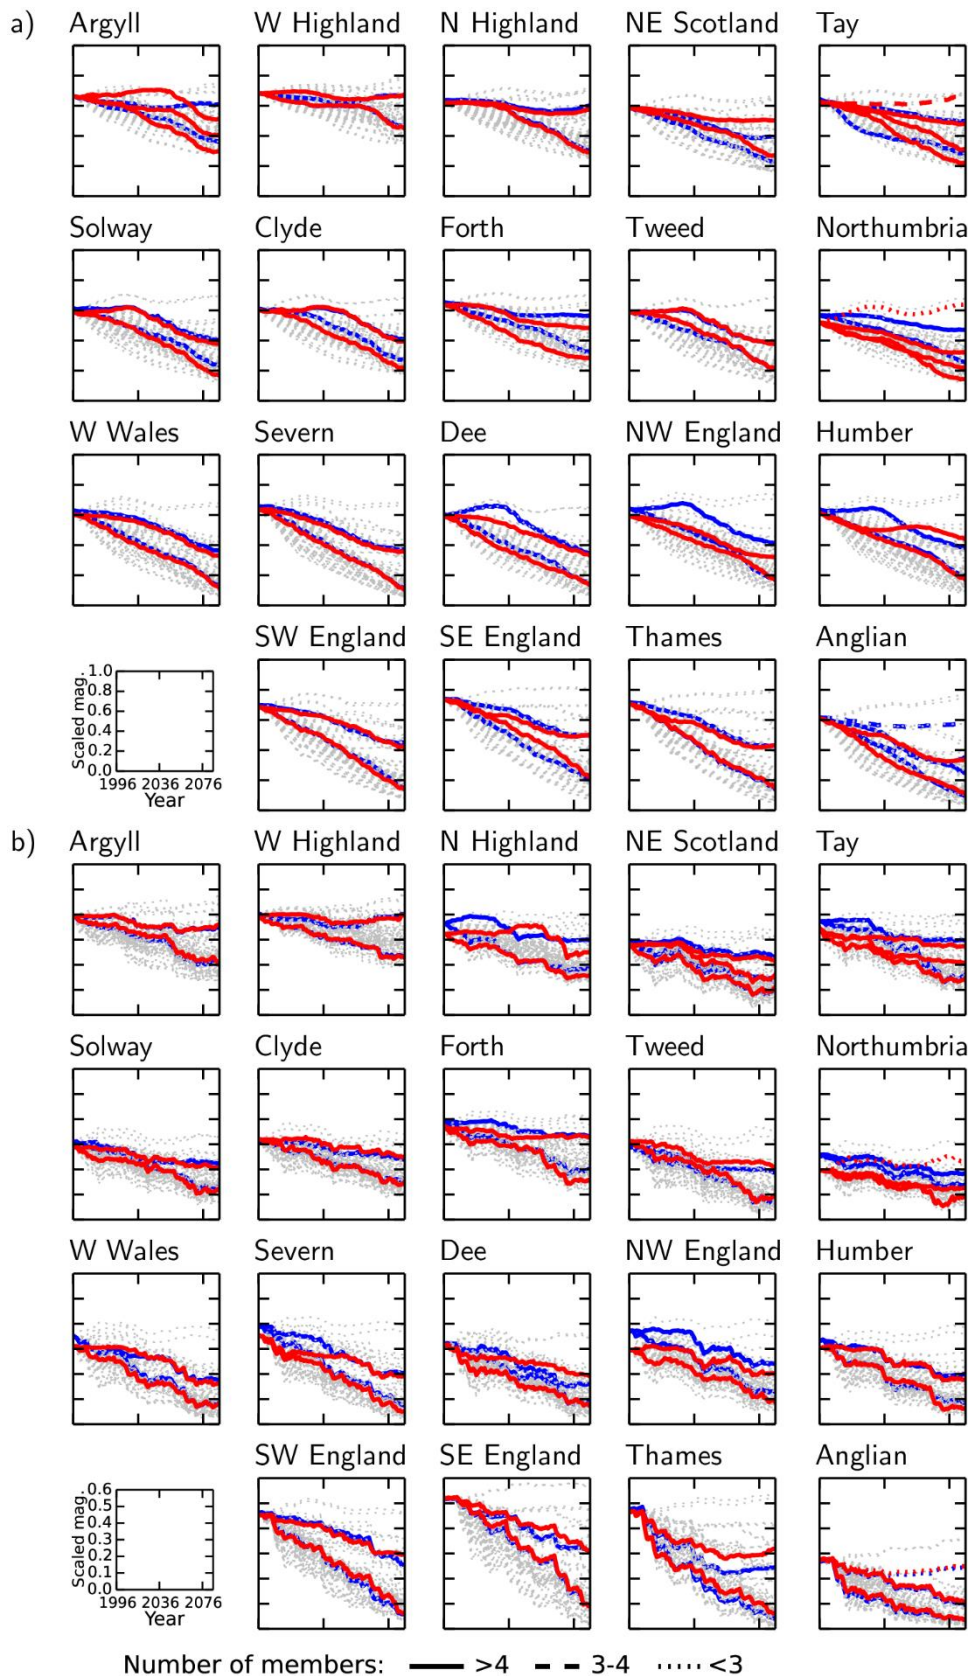 a) Argyll W Highland N Highland NE Scotland Tay
Solway Clyde Forth Tweed Northumbria
W Wales Severn Dee NW England Humber
SW England SE England Thames Anglian
Scaled mag.
1.0
0.8
0.6
0.4
0.2
0.0
1996 2036 2076
Year
b) Argyll W Highland N Highland NE Scotland Tay
Solway Clyde Forth Tweed Northumbria
W Wales Severn Dee NW England Humber
SW England SE England Thames Anglian
Scaled mag.
0.6
0.5
0.4
0.3
0.2
0.1
0.0
1996 2036 2076
Year
Number of members: >4 3-4 <3